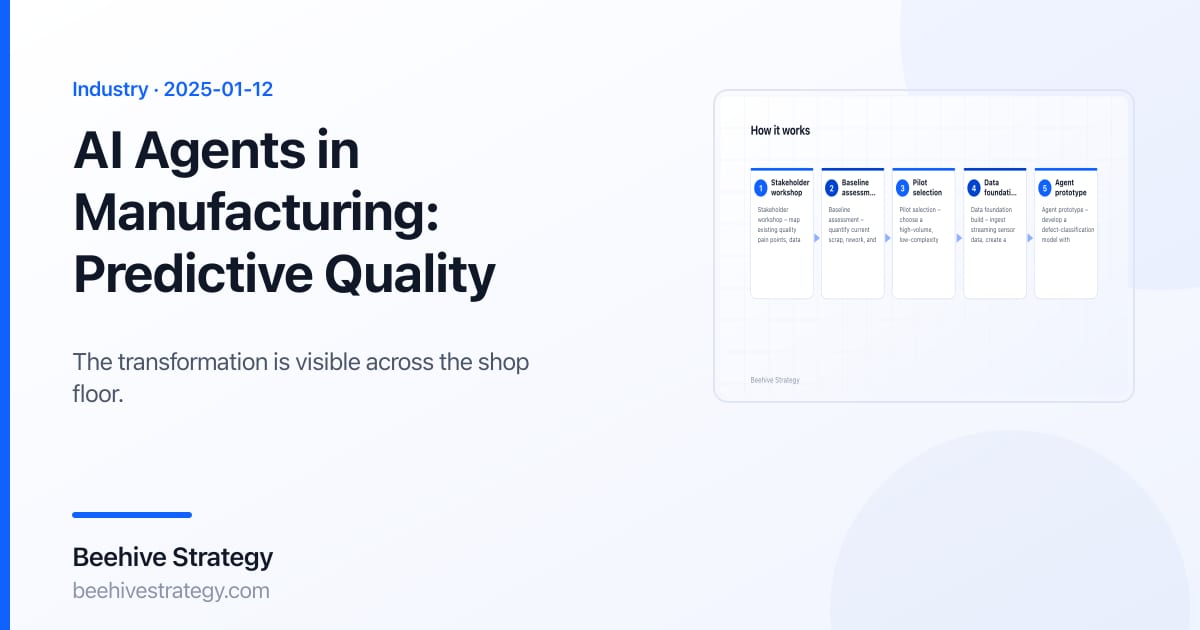 Industry · 2025-01-12
AI Agents in
Manufacturing:
Predictive Quality
The transformation is visible across the shop
floor.
Beehive Strategy
beehivestrategy.com
How it works
1
Stakeholder
workshop
Stakeholder
workshop – map
existing quality
pain points, data
2
Baseline
assessm...
Baseline
assessment –
quantify current
scrap, rework, and
3
Pilot
selection
Pilot selection –
choose a
high-volume,
low-complexity
4
Data
foundati...
Data foundation
build – ingest
streaming sensor
data, create a
5
Agent
prototype
Agent prototype –
develop a
defect-classification
model with
Beehive Strategy